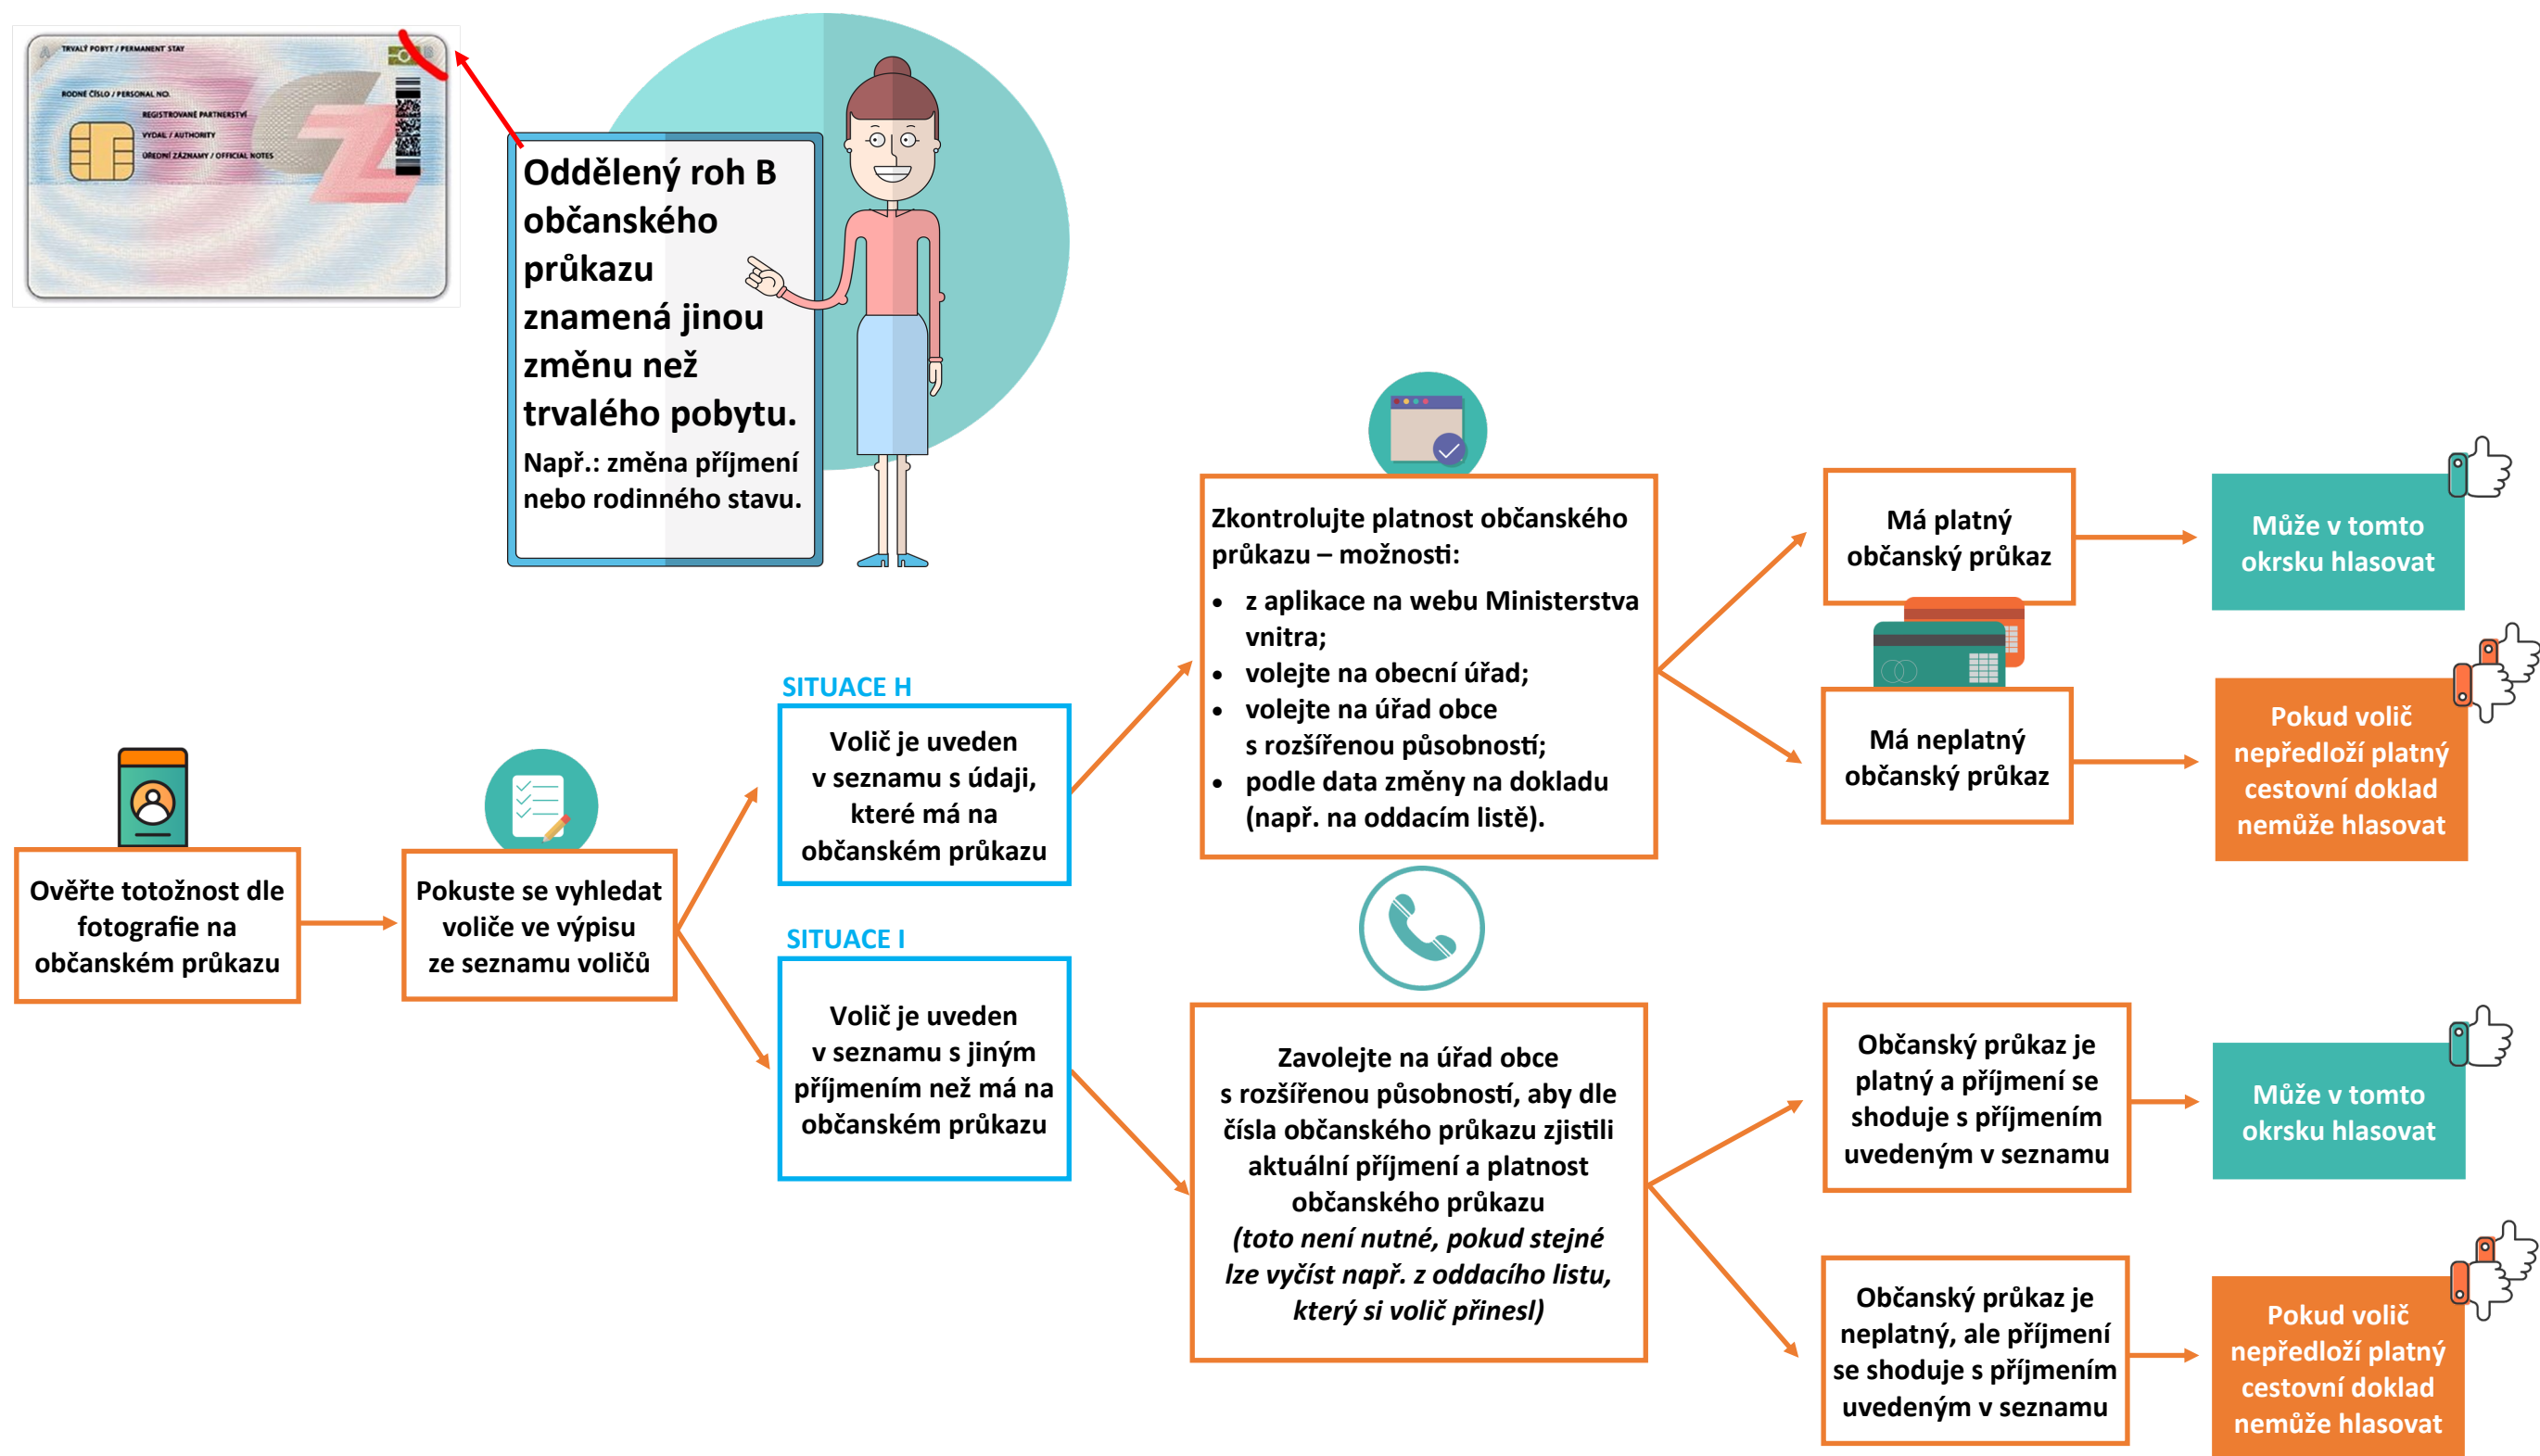 A
TRVALÝ POBYT / PERMANENT STAY
B
RODNÉ ČÍSLO / PERSONAL NO.
REGISTROVANÉ PARTNERSTVÍ
VYDAL / AUTHORITY
ÚŘEDNÍ ZÁZNAMY / OFFICIAL NOTES
CZ
Oddělený roh B
občanského
průkazu
znamená jinou
změnu než
trvalého pobytu.
Např.: změna příjmení
nebo rodinného stavu.
Ověřte totožnost dle
fotografie na
občanském průkazu
Pokuste se vyhledat
voliče ve výpisu
ze seznamu voličů
SITUACE H
Volič je uveden
v seznamu s údaji,
které má na
občanském průkazu
Zkontrolujte platnost občanského
průkazu – možnosti:
• z aplikace na webu Ministerstva
vnitra;
• volejte na obecní úřad;
• volejte na úřad obce
s rozšířenou působností;
• podle data změny na dokladu
(např. na oddacím listě).
Má platný
občanský průkaz
Může v tomto
okrsku hlasovat
Má neplatný
občanský průkaz
Pokud volič
nepředloží platný
cestovní doklad
nemůže hlasovat
SITUACE I
Volič je uveden
v seznamu s jiným
příjmením než má na
občanském průkazu
Zavolejte na úřad obce
s rozšířenou působností, aby dle
čísla občanského průkazu zjistili
aktuální příjmení a platnost
občanského průkazu
(toto není nutné, pokud stejné
lze vyčíst např. z oddacího listu,
který si volič přinesl)
Občanský průkaz je
platný a příjmení se
shoduje s příjmením
uvedeným v seznamu
Může v tomto
okrsku hlasovat
Občanský průkaz je
neplatný, ale příjmení
se shoduje s příjmením
uvedeným v seznamu
Pokud volič
nepředloží platný
cestovní doklad
nemůže hlasovat